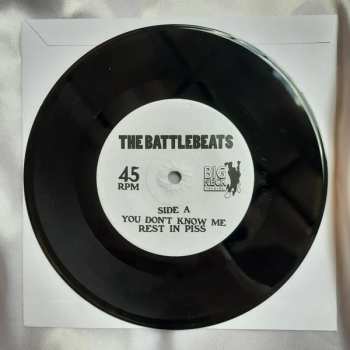 THE BATTLEBEATS
45
RPM
BIG
NECK
SIDE A
YOU DON'T KNOW ME
REST IN PISS